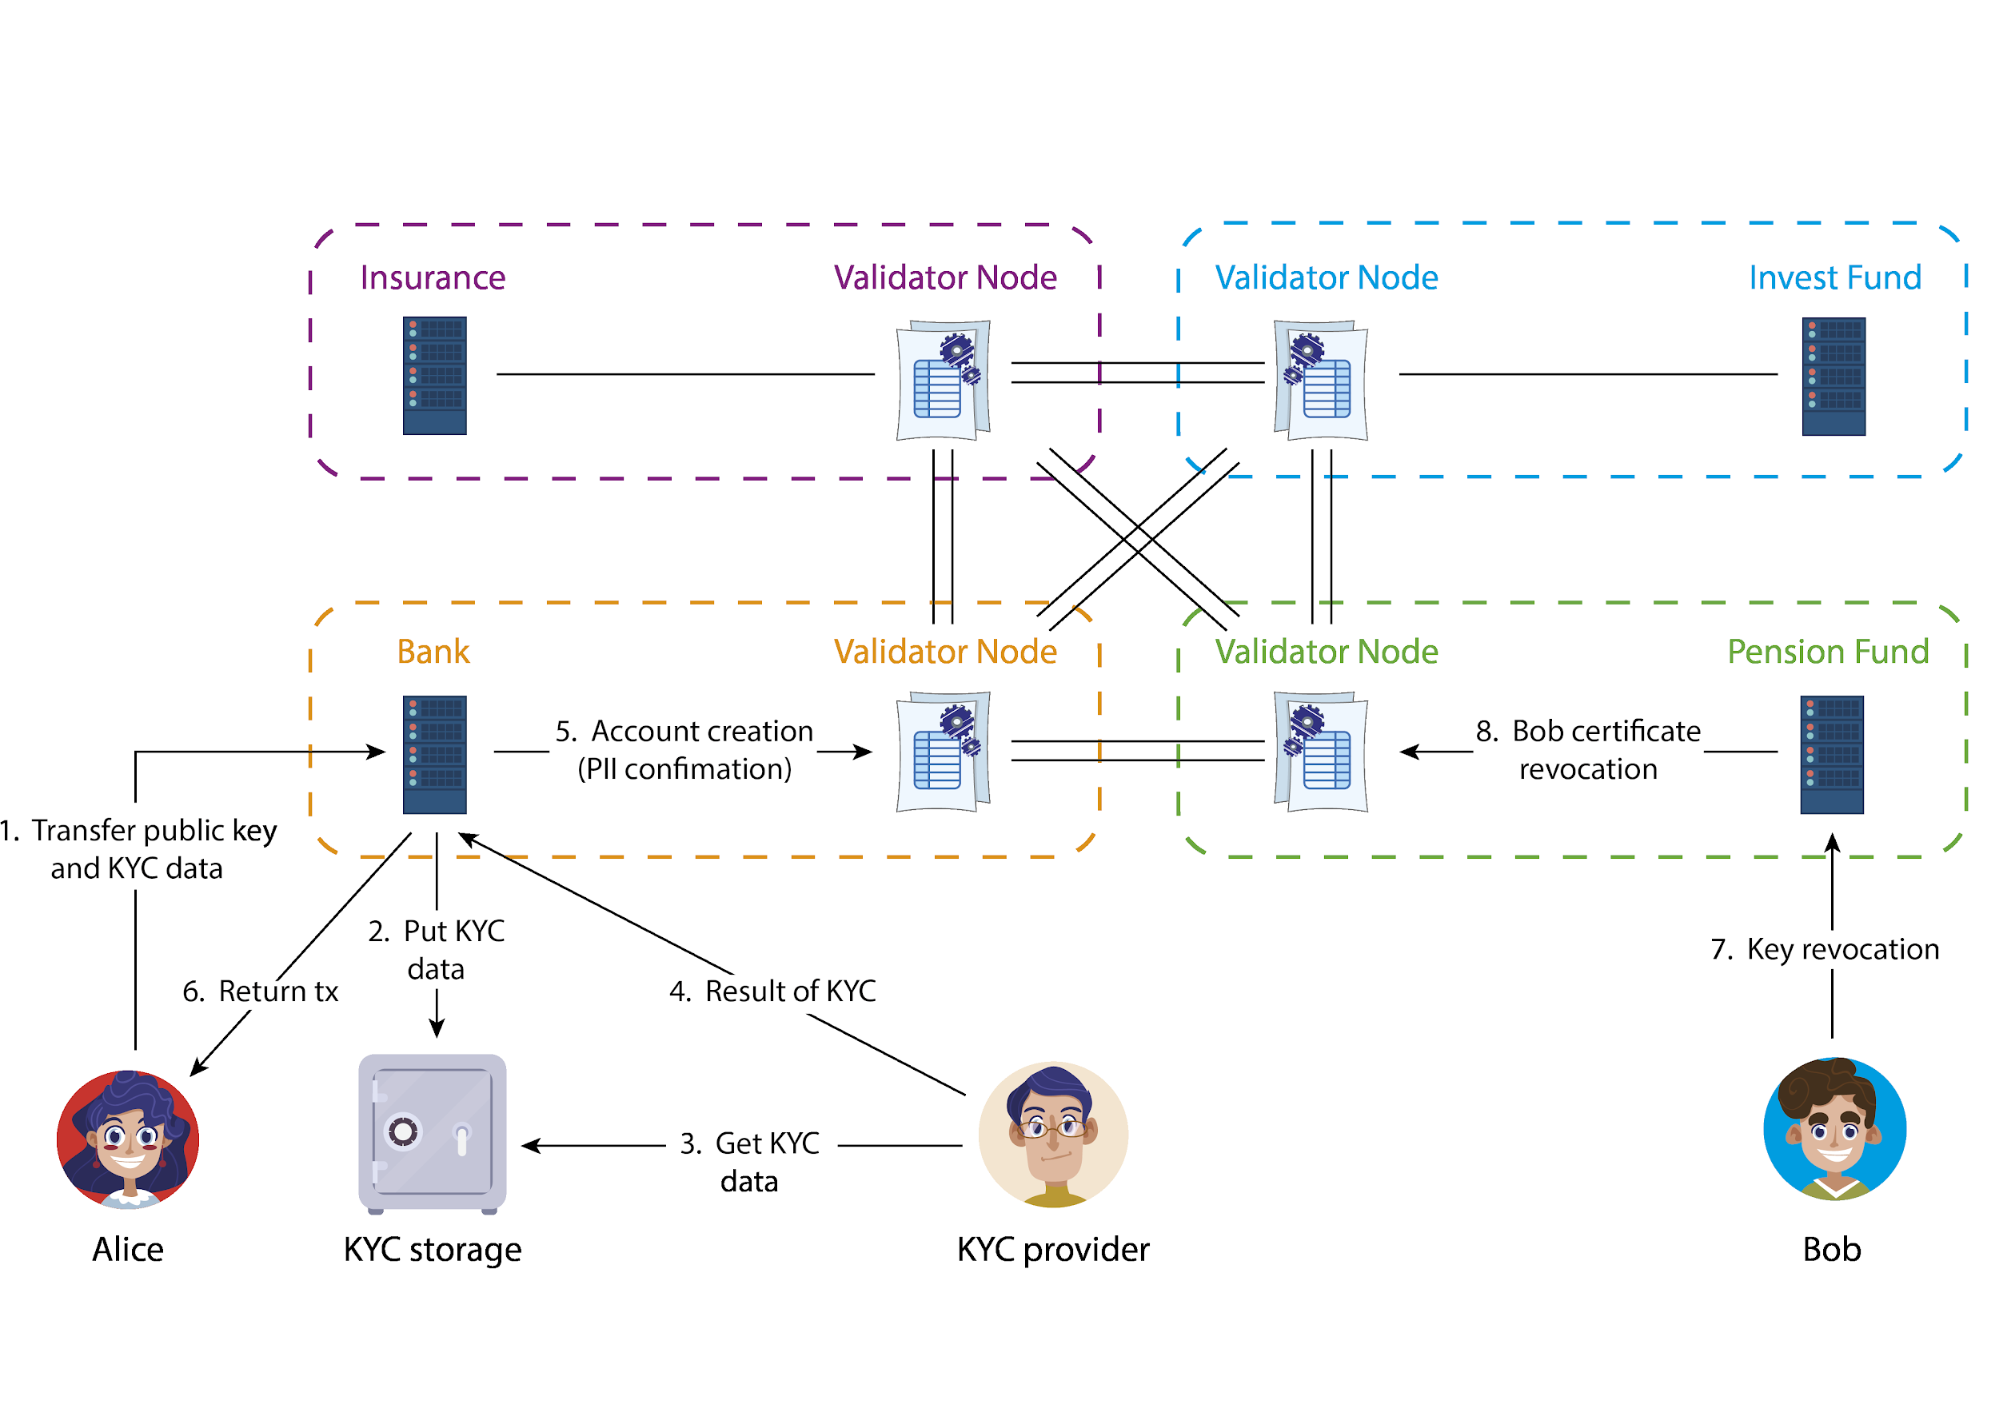 Insurance
Validator Node
Validator Node
Invest Fund
Bank
Validator Node
Validator Node
Pension Fund
5. Account creation
(PII confimation)
8. Bob certificate
revocation
1. Transfer public key
and KYC data
2. Put KYC
data
6. Return tx
4. Result of KYC
7. Key revocation
3. Get KYC
data
Alice
KYC storage
KYC provider
Bob